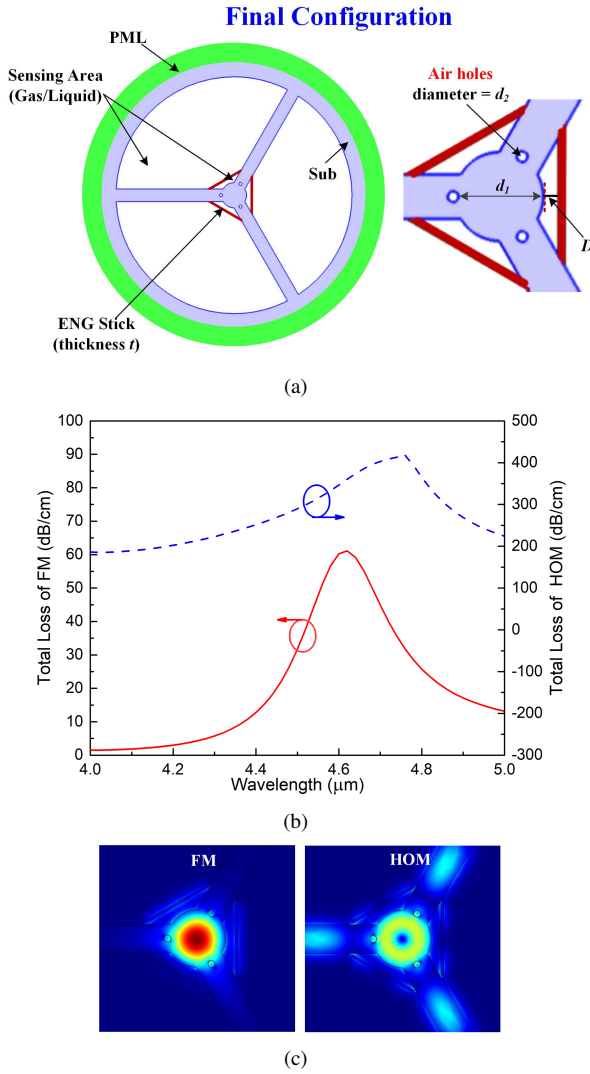 Final Configuration
PML
Sensing Area
(Gas/Liquid)
Sub
ENG Stick
(thickness t)
Air holes
diameter = d2
d1
D
(a)
Total Loss of FM (dB/cm)
100
90
80
70
60
50
40
30
20
10
0
500
400
300
200
100
0
-100
-200
-300
Total Loss of HOM (dB/cm)
4.0
4.2
4.4
4.6
4.8
5.0
Wavelength (μm)
(b)
FM
HOM
(c)